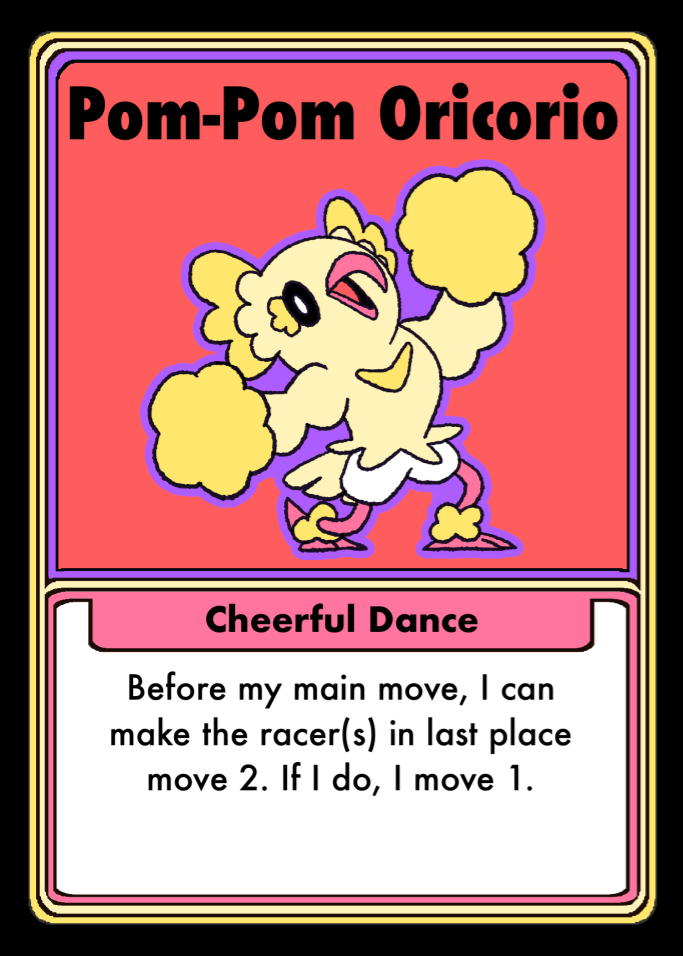 Pom-Pom Oricorio
Cheerful Dance
Before my main move, I can
make the racer(s) in last place
move 2. If I do, I move 1.